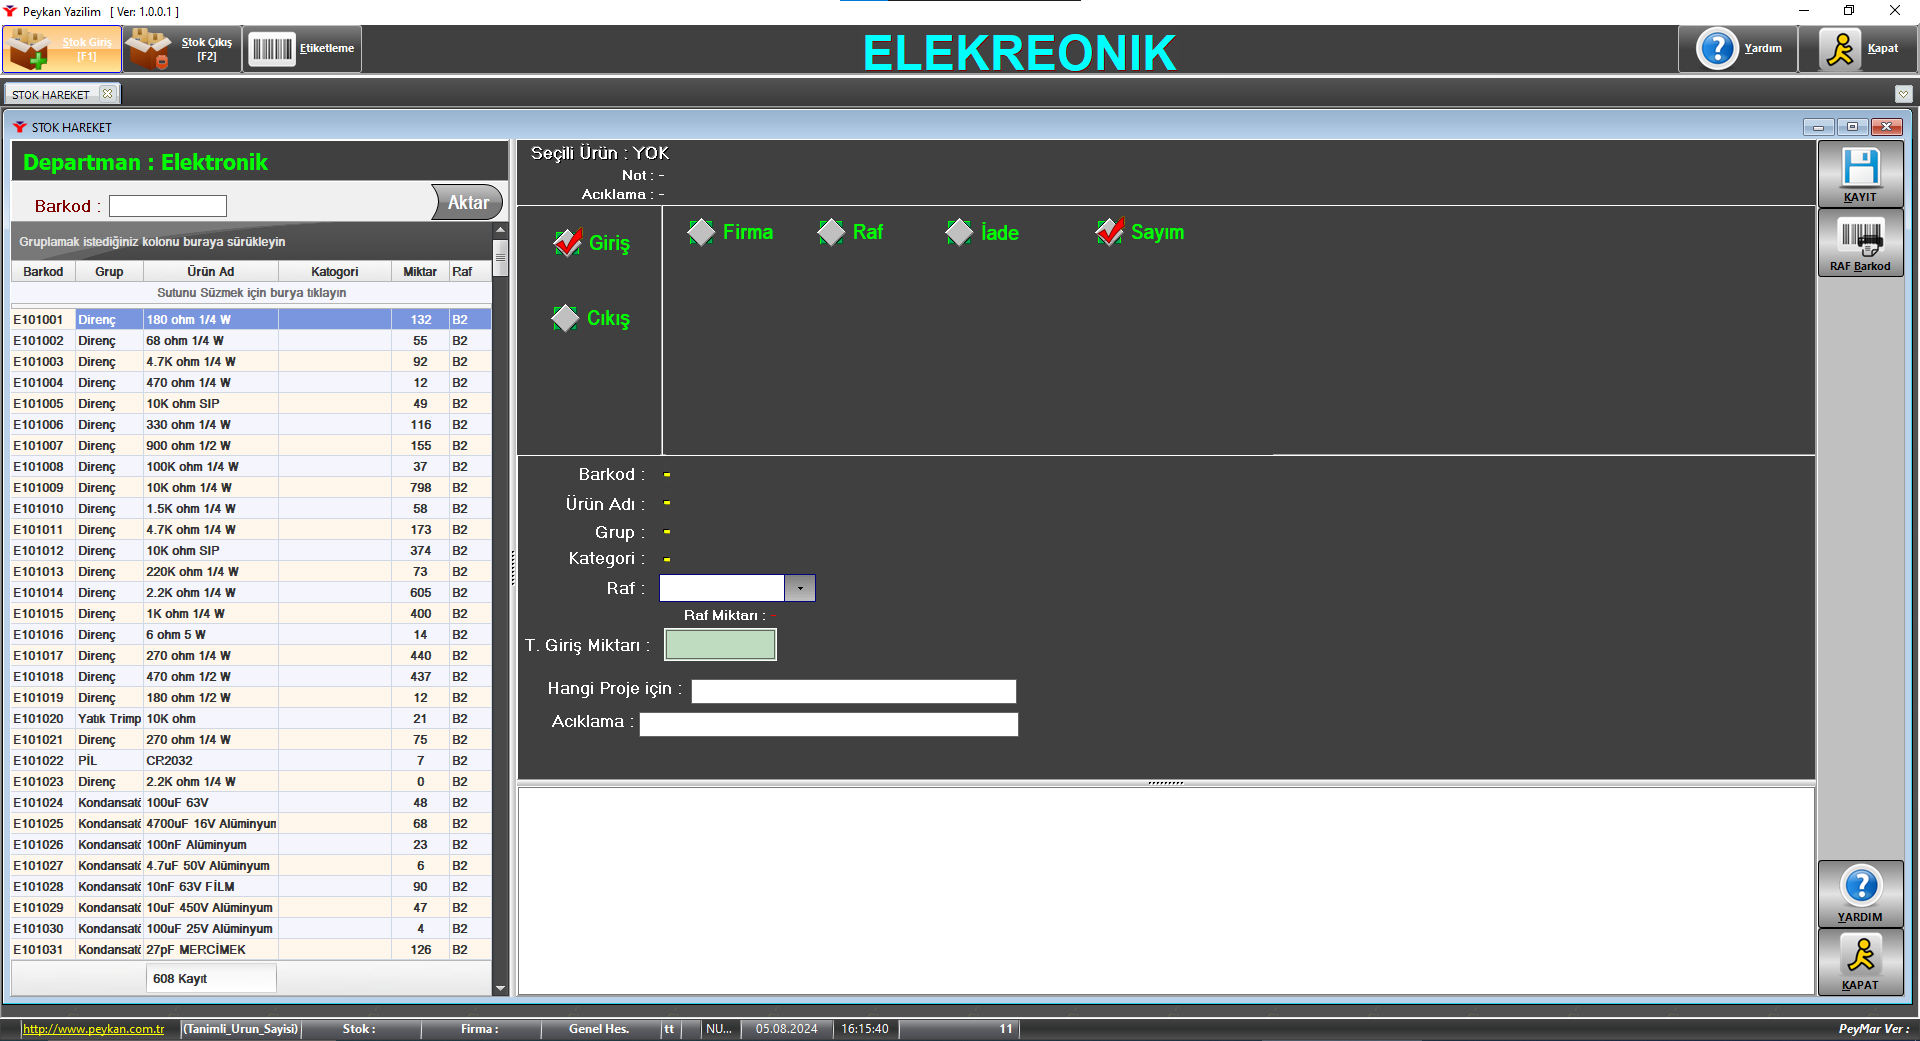 Peykan Yazilim [ Ver: 1.0.0.1 ]
Stok Giriş [F1]
Stok Çıkış [F2]
Etiketleme
ELEKREONIK
Yardım
Kapat
STOK HAREKET
STOK HAREKET
Departman : Elektronik
Barkod :
Aktar
Gruplamak istediğiniz kolonu buraya sürükleyin
Barkod Grup Ürün Ad Katogori Miktar Raf
Sutunu Süzmek için burya tıklayın
E101001 Direnç 180 ohm 1/4 W 132 B2
E101002 Direnç 68 ohm 1/4 W 55 B2
E101003 Direnç 4.7K ohm 1/4 W 92 B2
E101004 Direnç 470 ohm 1/4 W 12 B2
E101005 Direnç 10K ohm SIP 49 B2
E101006 Direnç 330 ohm 1/4 W 116 B2
E101007 Direnç 900 ohm 1/2 W 155 B2
E101008 Direnç 100K ohm 1/4 W 37 B2
E101009 Direnç 10K ohm 1/4 W 798 B2
E101010 Direnç 1.5K ohm 1/4 W 58 B2
E101011 Direnç 4.7K ohm 1/4 W 173 B2
E101012 Direnç 10K ohm SIP 374 B2
E101013 Direnç 220K ohm 1/4 W 73 B2
E101014 Direnç 2.2K ohm 1/4 W 605 B2
E101015 Direnç 1K ohm 1/4 W 400 B2
E101016 Direnç 6 ohm 5 W 14 B2
E101017 Direnç 270 ohm 1/4 W 440 B2
E101018 Direnç 470 ohm 1/2 W 437 B2
E101019 Direnç 180 ohm 1/2 W 12 B2
E101020 Yatık Trimp 10K ohm 21 B2
E101021 Direnç 270 ohm 1/4 W 75 B2
E101022 PİL CR2032 7 B2
E101023 Direnç 2.2K ohm 1/4 W 0 B2
E101024 Kondansatö 100uF 63V 48 B2
E101025 Kondansatö 4700uF 16V Alüminyum 68 B2
E101026 Kondansatö 100nF Alüminyum 23 B2
E101027 Kondansatö 4.7uF 50V Alüminyum 6 B2
E101028 Kondansatö 10nF 63V FİLM 90 B2
E101029 Kondansatö 10uF 450V Alüminyum 47 B2
E101030 Kondansatö 100uF 25V Alüminyum 4 B2
E101031 Kondansatö 27pF MERCİMEK 126 B2
608 Kayıt
Seçili Ürün : YOK
Not : -
Acıklama : -
Giriş
Cıkış
Firma Raf İade Sayım
Barkod : -
Ürün Adı : -
Grup : -
Kategori : -
Raf :
Raf Miktarı :
T. Giriş Miktarı :
Hangi Proje için :
Acıklama :
KAYIT
RAF Barkod
YARDIM
KAPAT
http://www.peykan.com.tr (Tanimli_Urun_Sayisi) Stok : Firma : Genel Hes. tt NU... 05.08.2024 16:15:40 11 PeyMar Ver :